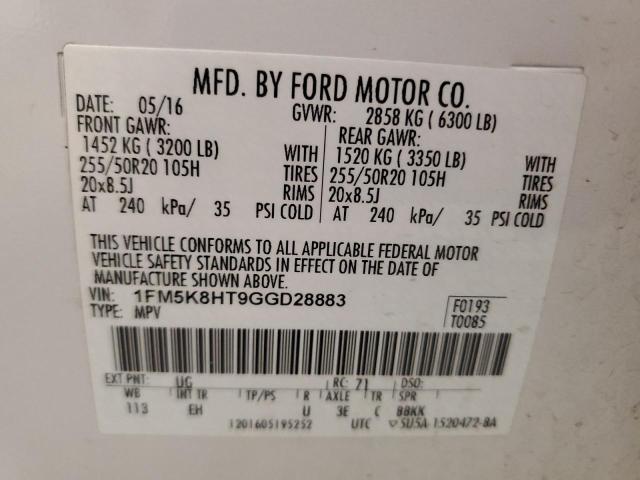 MFD. BY FORD MOTOR CO.
DATE: 05/16 GVWR: 2858 KG ( 6300 LB)
FRONT GAWR: REAR GAWR:
1452 KG ( 3200 LB) WITH 1520 KG ( 3350 LB) WITH
255/50R20 105H TIRES 255/50R20 105H TIRES
20x8.5J RIMS 20x8.5J RIMS
AT 240 kPa/ 35 PSI COLD AT 240 kPa/ 35 PSI COLD
THIS VEHICLE CONFORMS TO ALL APPLICABLE FEDERAL MOTOR
VEHICLE SAFETY STANDARDS IN EFFECT ON THE DATE OF
MANUFACTURE SHOWN ABOVE.
VIN: 1FM5K8HT9GGD28883 F0193
TYPE: MPV T0085
EXT PNT: UG RC: 71 DSO:
WB INT TR TP/PS R AXLE TR SPR
113 EH U 3E C BBKK
1201605195252 UTC ▽ 5U5A-1520472-BA